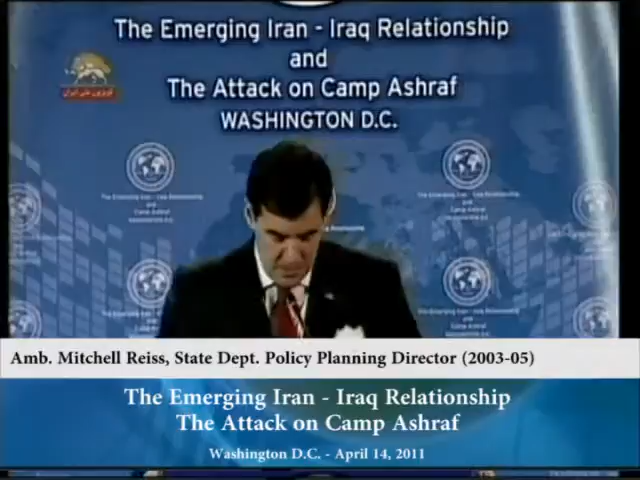 The Emerging Iran - Iraq Relationship
and
The Attack on Camp Ashraf
WASHINGTON D.C.
Amb. Mitchell Reiss, State Dept. Policy Planning Director (2003-05)
The Emerging Iran - Iraq Relationship
The Attack on Camp Ashraf
Washington D.C. - April 14, 2011